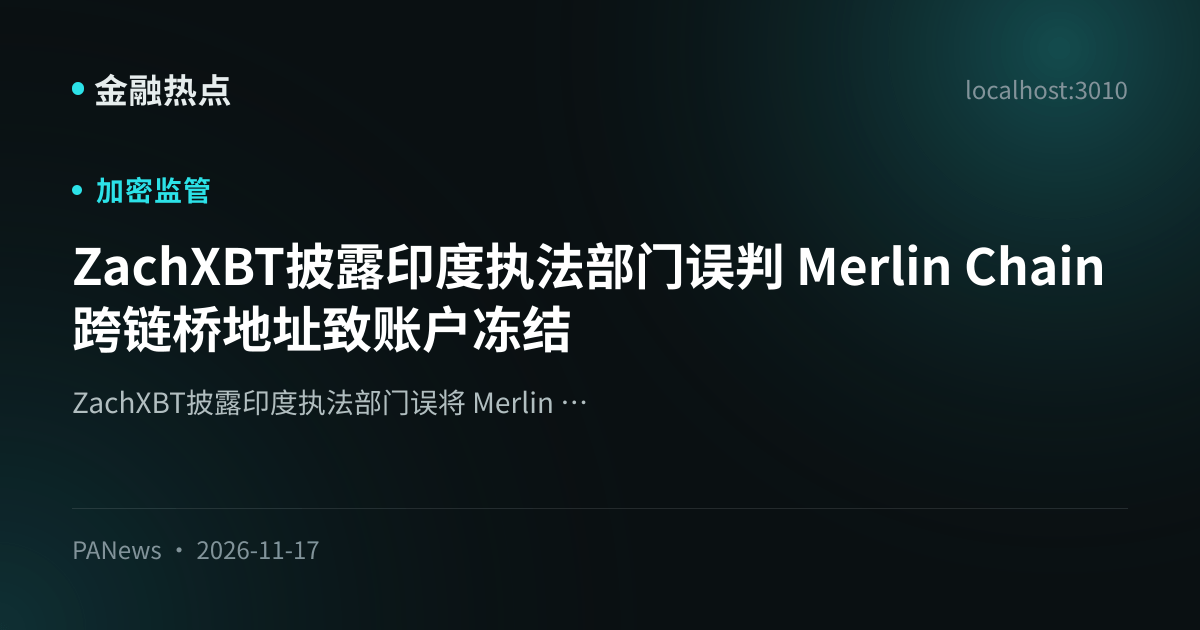 金融热点
localhost:3010
加密监管
ZachXBT披露印度执法部门误判 Merlin Chain
跨链桥地址致账户冻结
ZachXBT披露印度执法部门误将 Merlin …
PANews • 2026-11-17